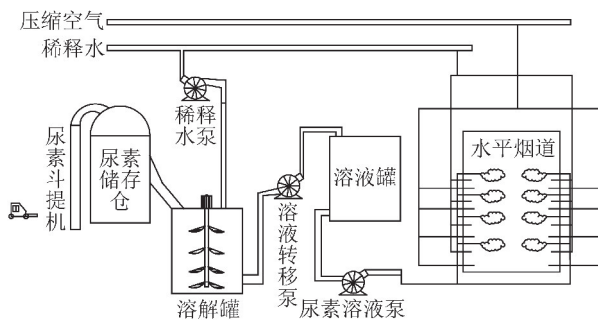 压缩空气
稀释水
稀释
水泵
尿素斗提机
尿素
储存
仓
溶解罐
溶液转移泵
溶液罐
尿素溶液泵
水平烟道